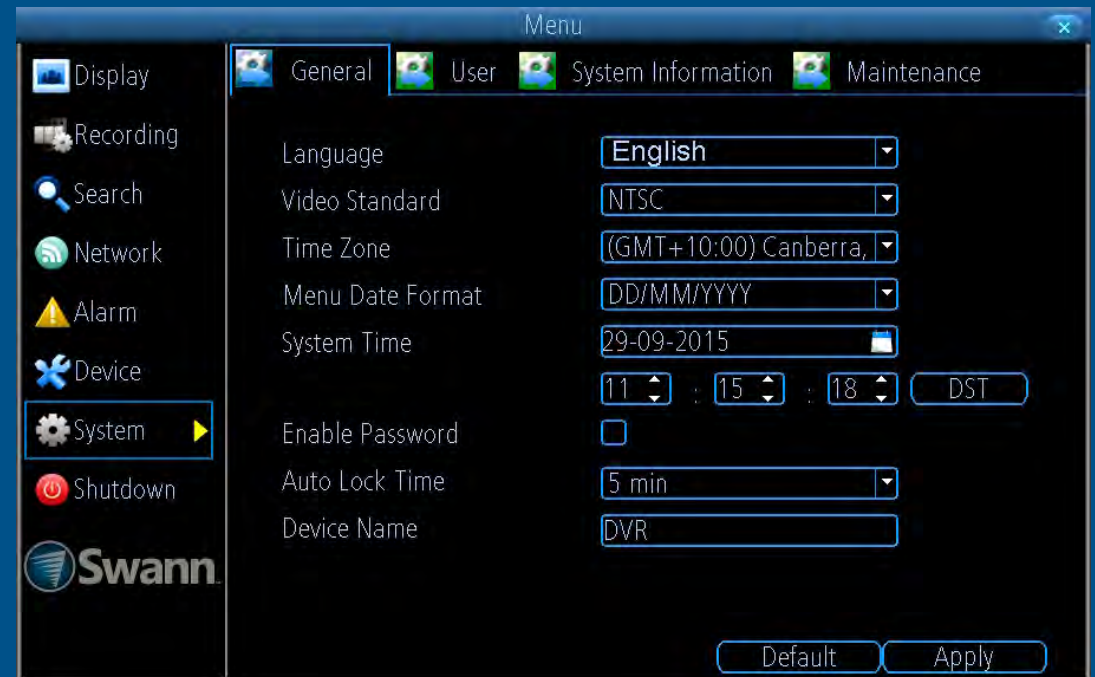 Menu
Display
Recording
Search
Network
Alarm
Device
System
Shutdown
Swann
General User System Information Maintenance
Language English
Video Standard NTSC
Time Zone (GMT+10:00) Canberra,
Menu Date Format DD/MM/YYYY
System Time 29-09-2015
11 : 15 : 18 DST
Enable Password
Auto Lock Time 5 min
Device Name DVR
Default Apply